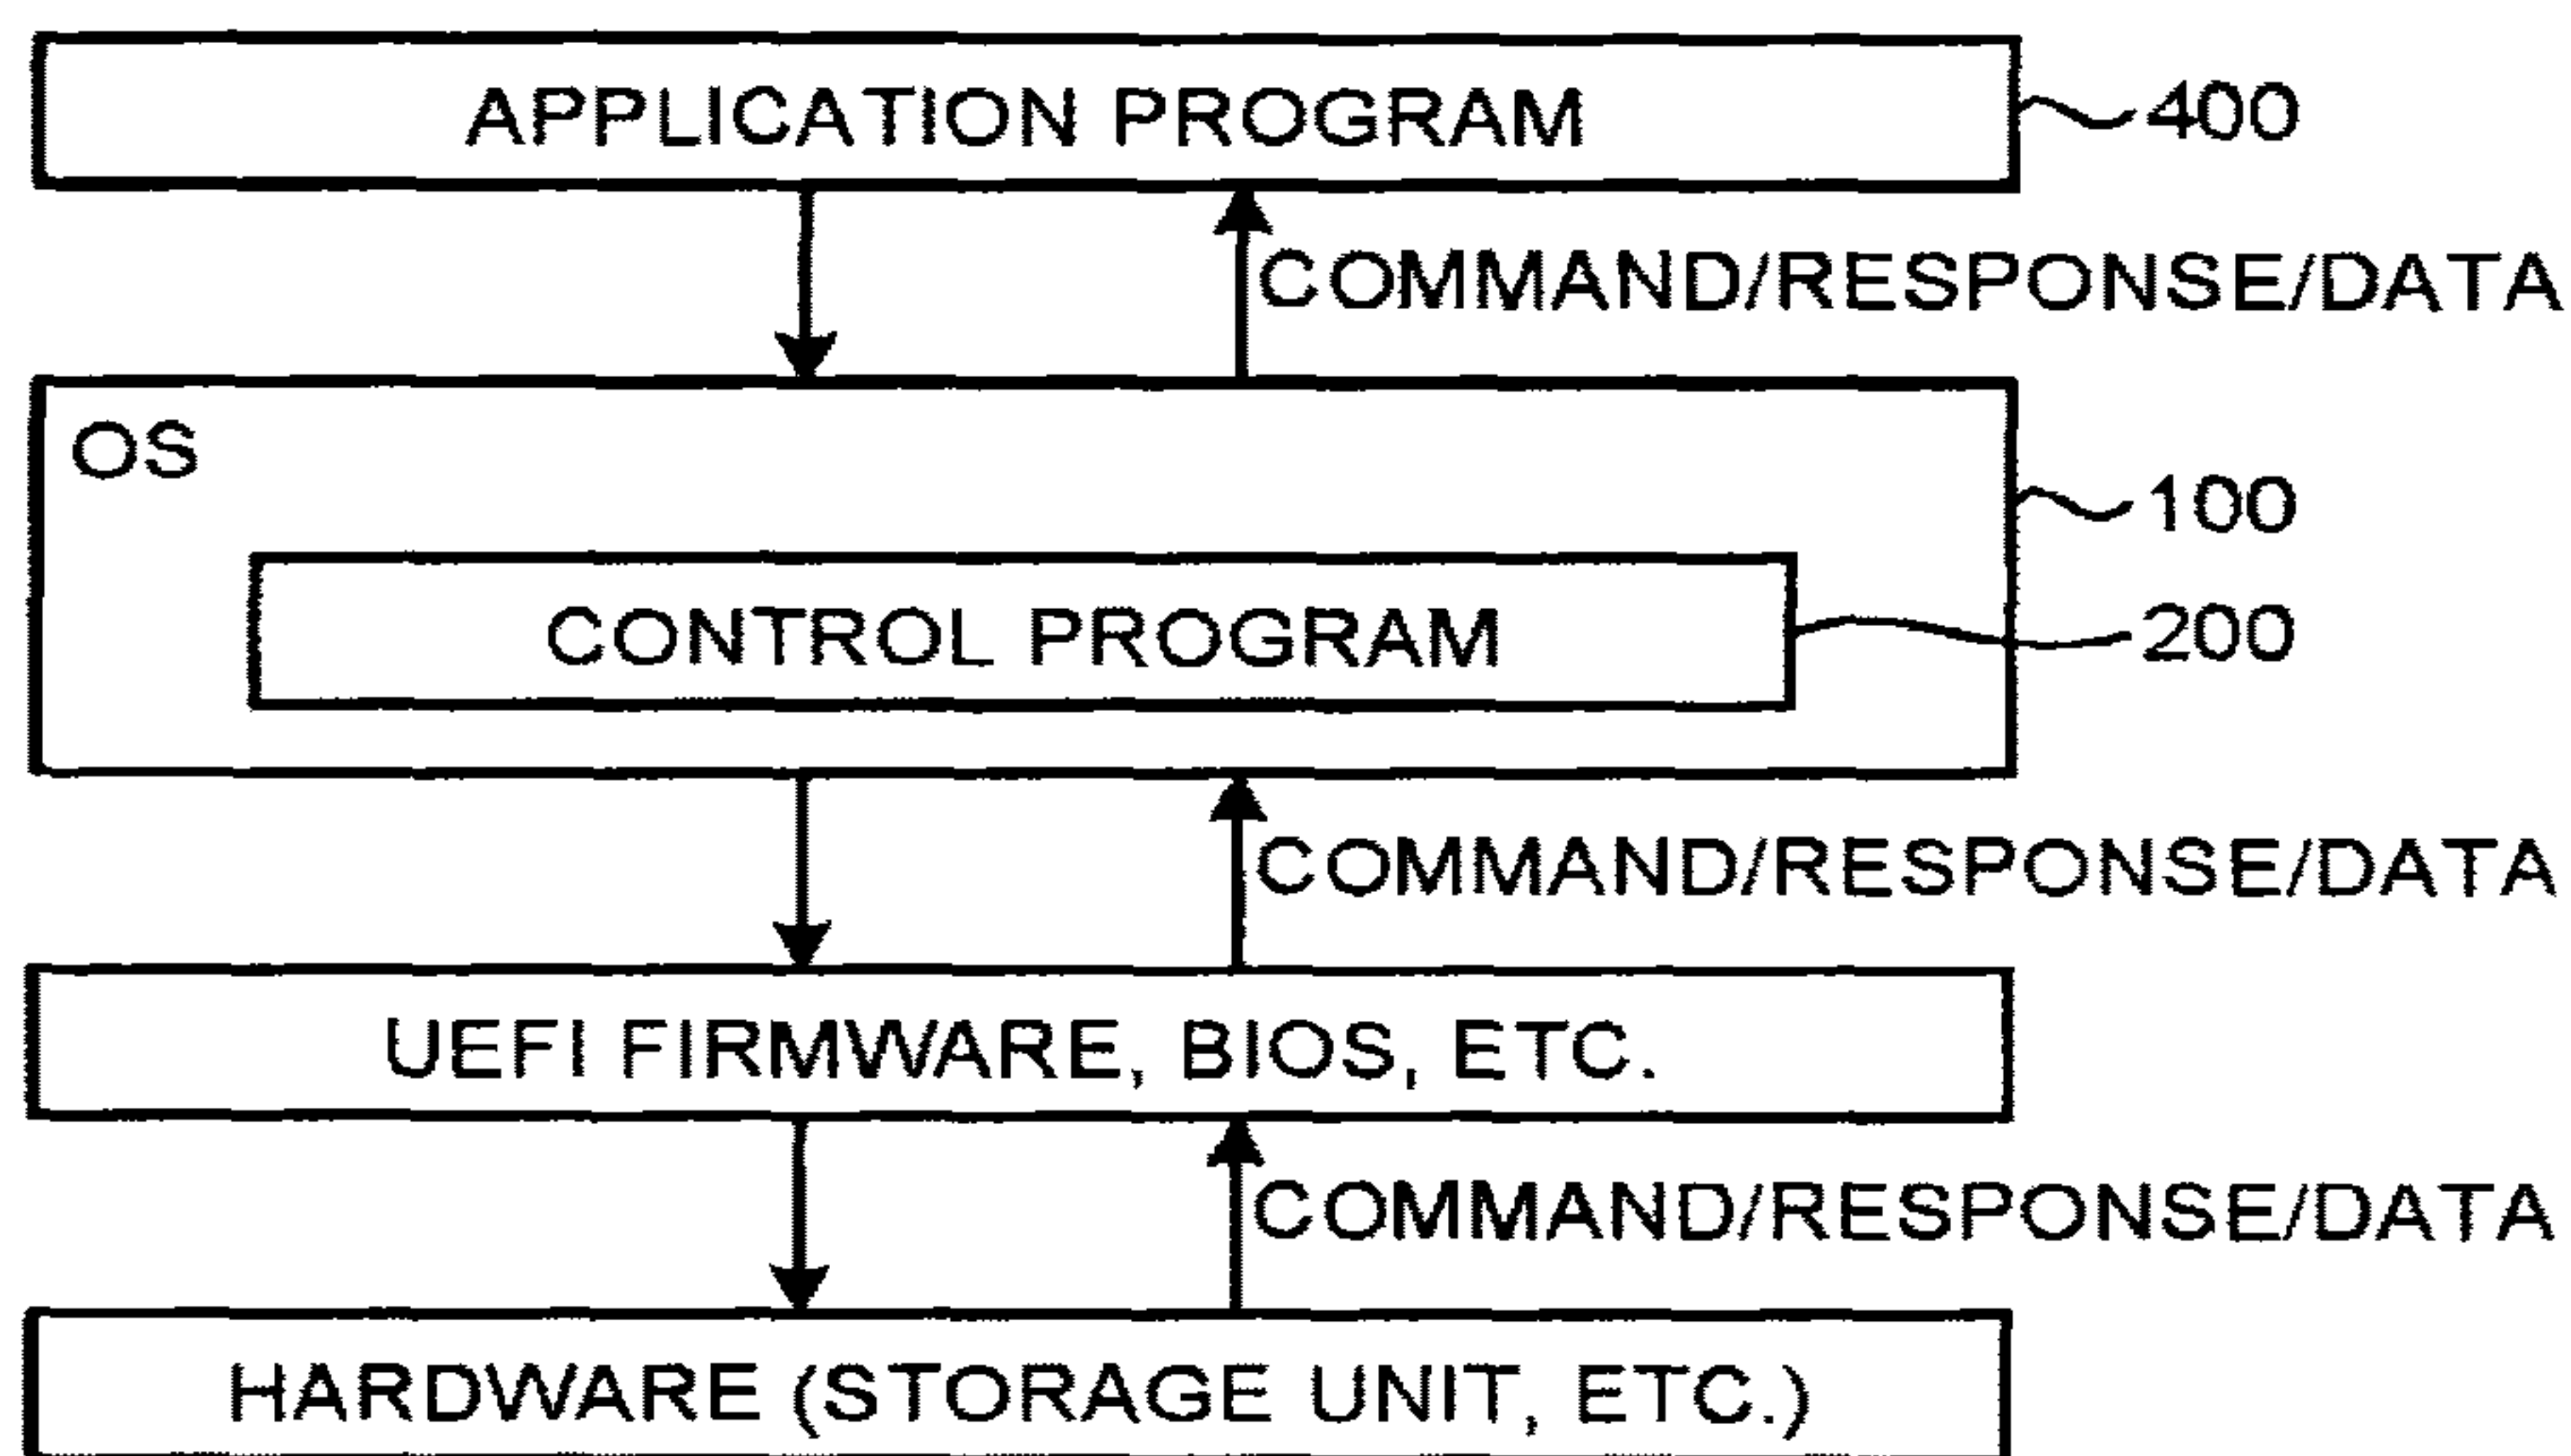 APPLICATION PROGRAM
400
COMMAND/RESPONSE/DATA
OS
100
CONTROL PROGRAM
200
COMMAND/RESPONSE/DATA
UEFI FIRMWARE, BIOS, ETC.
COMMAND/RESPONSE/DATA
HARDWARE (STORAGE UNIT, ETC.)